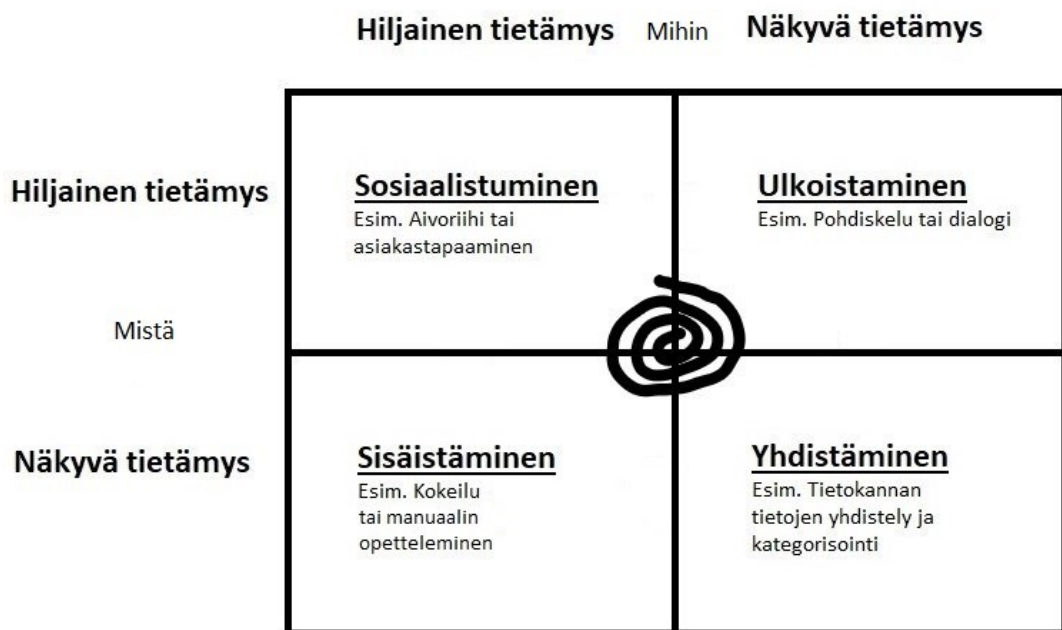 Hiljainen tietämys Mihin Näkyvä tietämys
Hiljainen tietämys
Sosiaalistuminen
Esim. Aivoriihi tai
asiakastapaaminen
Ulkoistaminen
Esim. Pohdiskelu tai dialogi
Mistä
Näkyvä tietämys
Sisäistäminen
Esim. Kokeilu
tai manuaalin
opetteleminen
Yhdistäminen
Esim. Tietokannan
tietojen yhdistely ja
kategorisointi